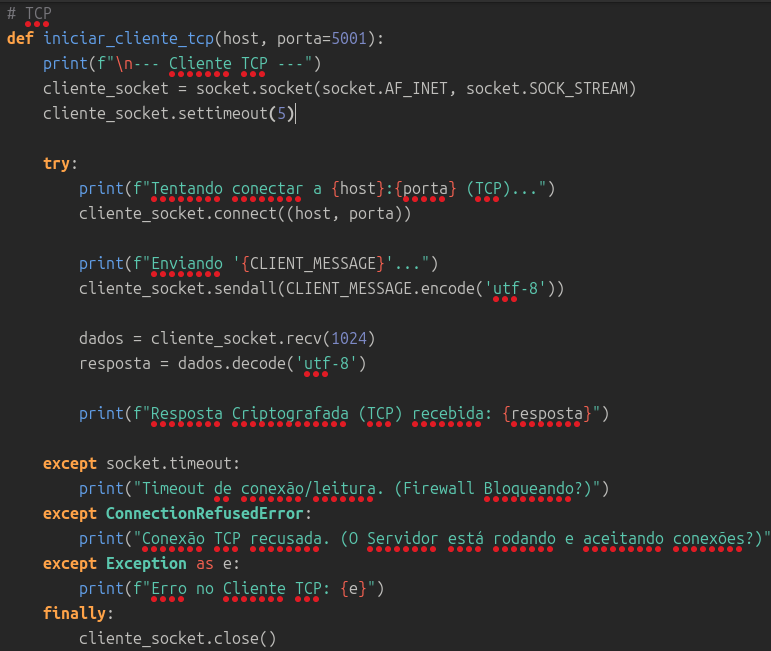 # TCP
def iniciar_cliente_tcp(host, porta=5001):
    print(f"\n--- Cliente TCP ---")
    cliente_socket = socket.socket(socket.AF_INET, socket.SOCK_STREAM)
    cliente_socket.settimeout(5)
    try:
        print(f"Tentando conectar a {host}:{porta} (TCP)...")
        cliente_socket.connect((host, porta))
        print(f"Enviando '{CLIENT_MESSAGE}'...")
        cliente_socket.sendall(CLIENT_MESSAGE.encode('utf-8'))
        dados = cliente_socket.recv(1024)
        resposta = dados.decode('utf-8')
        print(f"Resposta Criptografada (TCP) recebida: {resposta}")
    except socket.timeout:
        print("Timeout de conexão/leitura. (Firewall Bloqueando?)")
    except ConnectionRefusedError:
        print("Conexão TCP recusada. (O Servidor está rodando e aceitando conexões?)"
    except Exception as e:
        print(f"Erro no Cliente TCP: {e}")
    finally:
        cliente_socket.close()